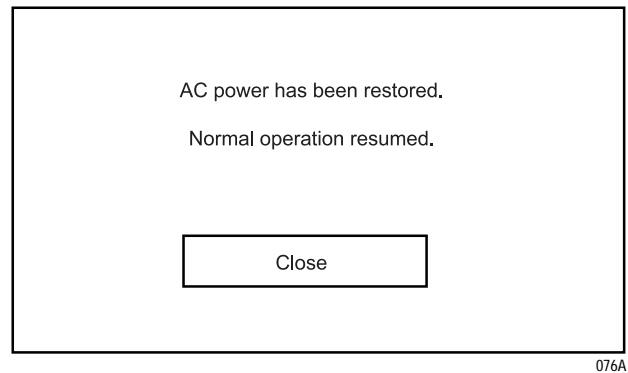 AC power has been restored.
Normal operation resumed.
Close
076A